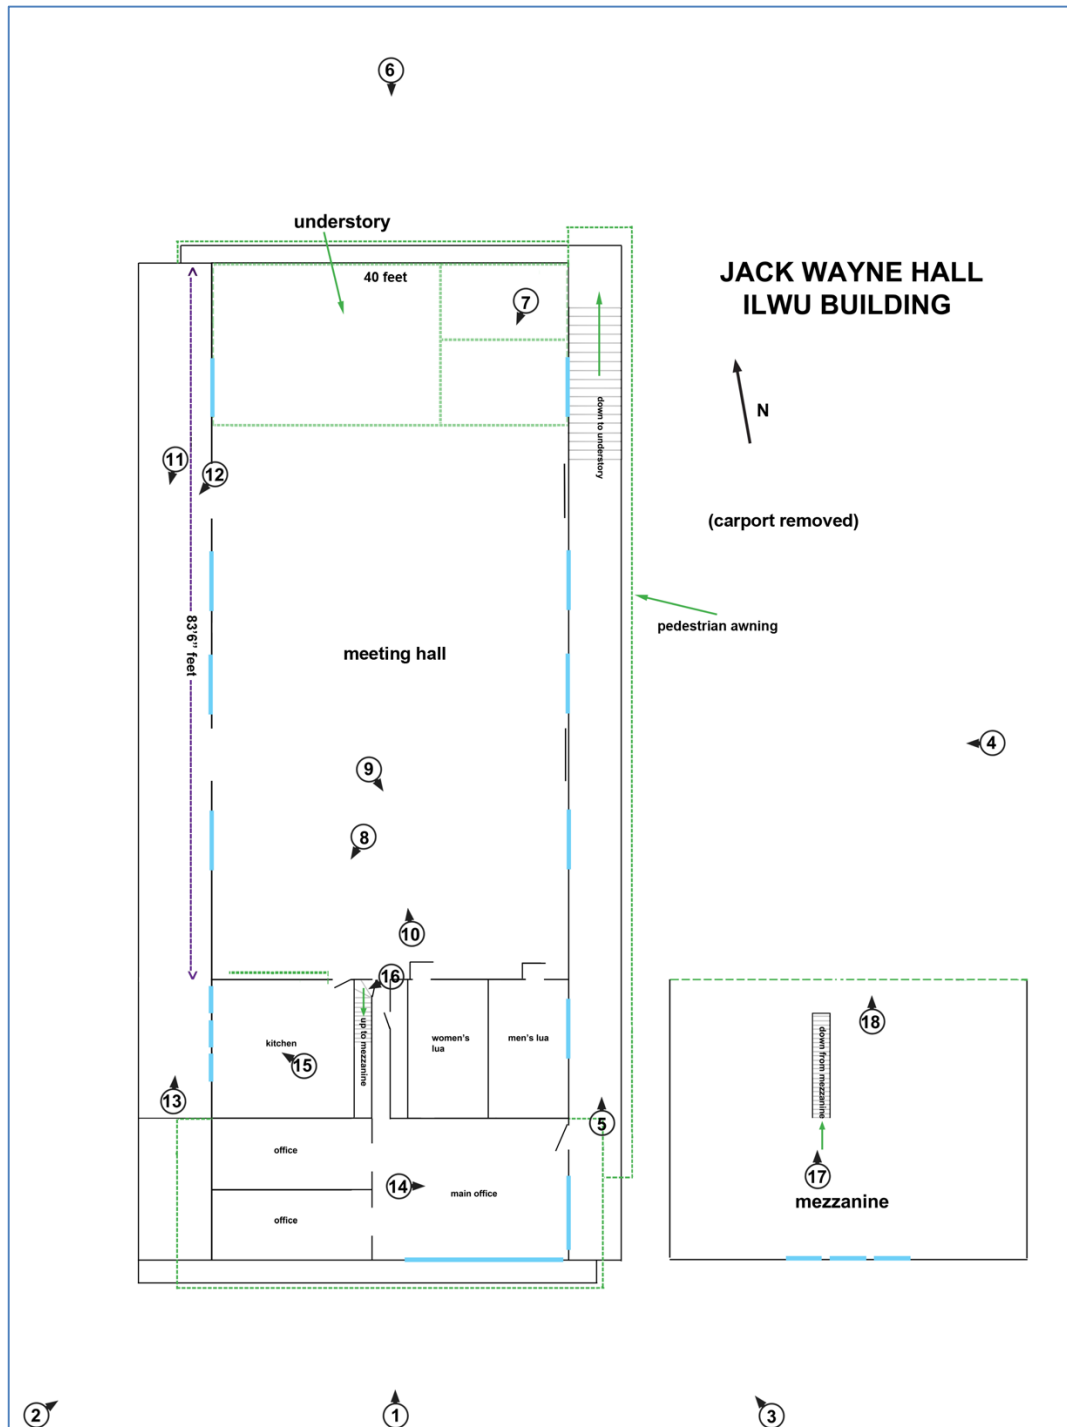 6
understory
40 feet
7
JACK WAYNE HALL
ILWU BUILDING
N
down to understory
11
12
(carport removed)
83'6" feet
pedestrian awning
meeting hall
4
9
8
10
16
18
up to mezzanine
down from mezzanine
kitchen
15
women's
lua
men's lua
13
5
office
17
14
main office
mezzanine
office
2
1
3